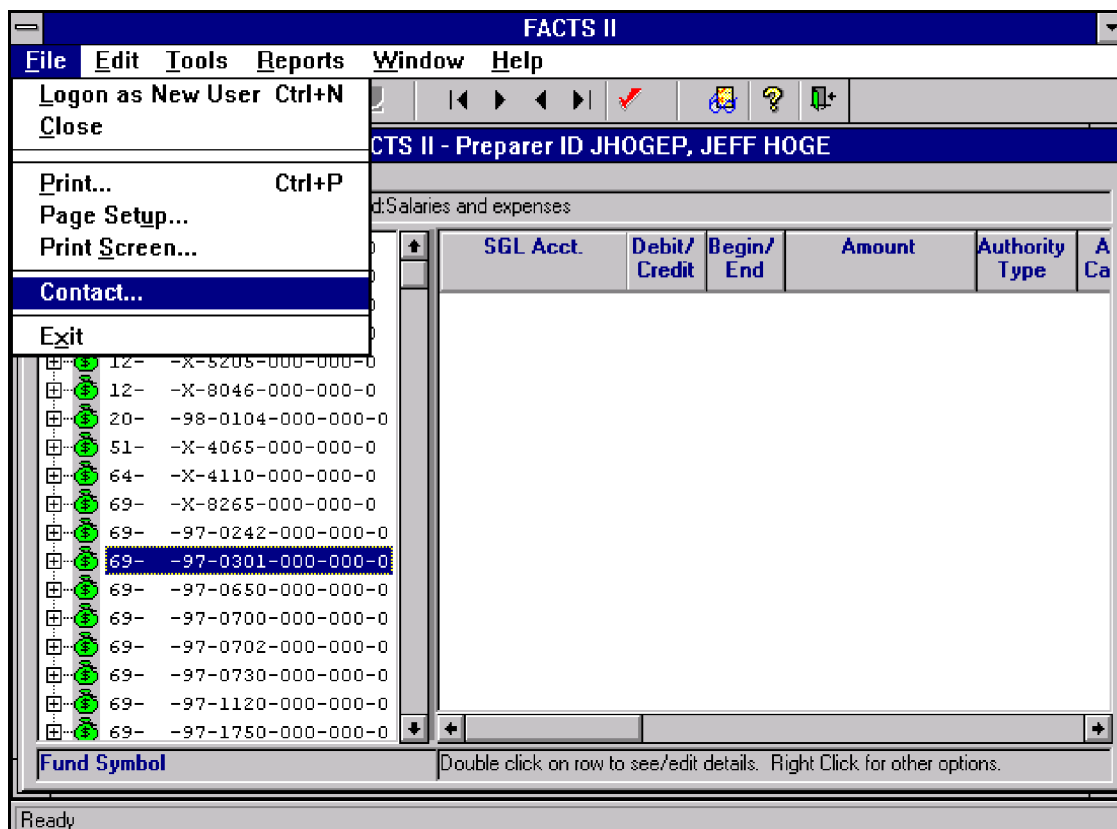 FACTS II
File Edit Tools Reports Window Help
Logon as New User Ctrl+N
Close
Print... Ctrl+P
Page Setup...
Print Screen...
Contact...
Exit
CTS II - Preparer ID JHOGEP, JEFF HOGE
d:Salaries and expenses
SGL Acct. Debit/ Begin/ Amount Authority A
Credit End Type Ca
12- -X-5205-000-000-0
12- -X-8046-000-000-0
20- -98-0104-000-000-0
51- -X-4065-000-000-0
64- -X-4110-000-000-0
69- -X-8265-000-000-0
69- -97-0242-000-000-0
69- -97-0301-000-000-0
69- -97-0650-000-000-0
69- -97-0700-000-000-0
69- -97-0702-000-000-0
69- -97-0730-000-000-0
69- -97-1120-000-000-0
69- -97-1750-000-000-0
Fund Symbol Double click on row to see/edit details. Right Click for other options.
Ready